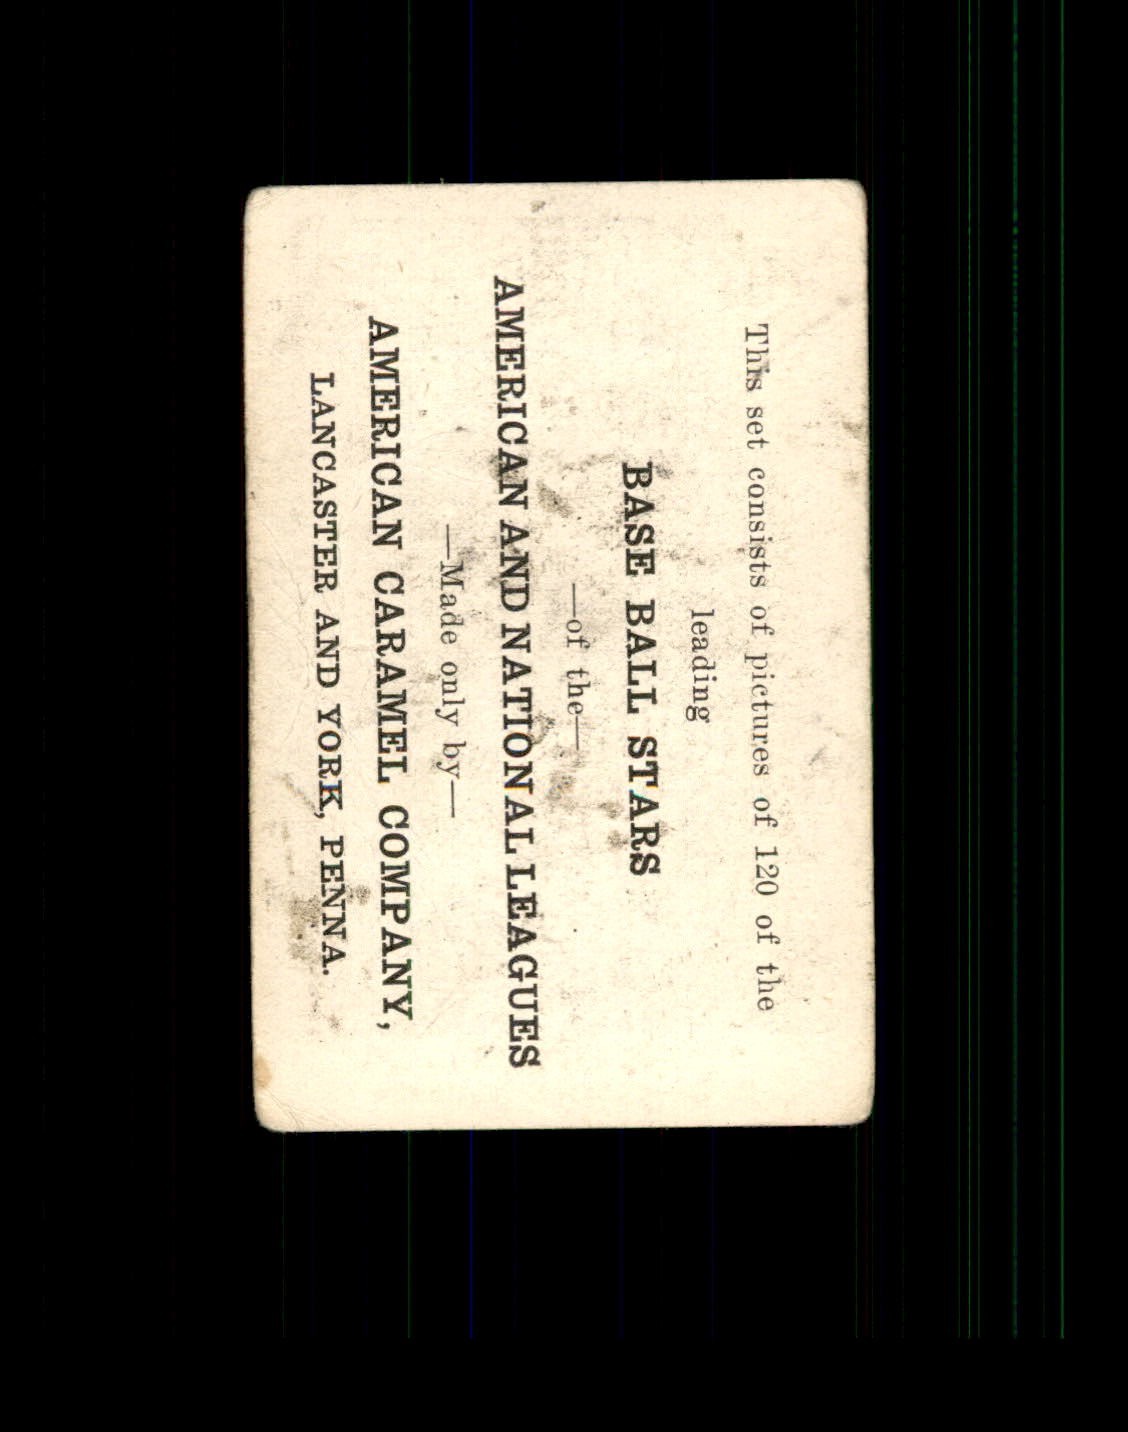 This set consists of pictures of 120 of the
leading
BASE BALL STARS
—of the—
AMERICAN AND NATIONAL LEAGUES
—Made only by—
AMERICAN CARAMEL COMPANY,
LANCASTER AND YORK, PENNA.